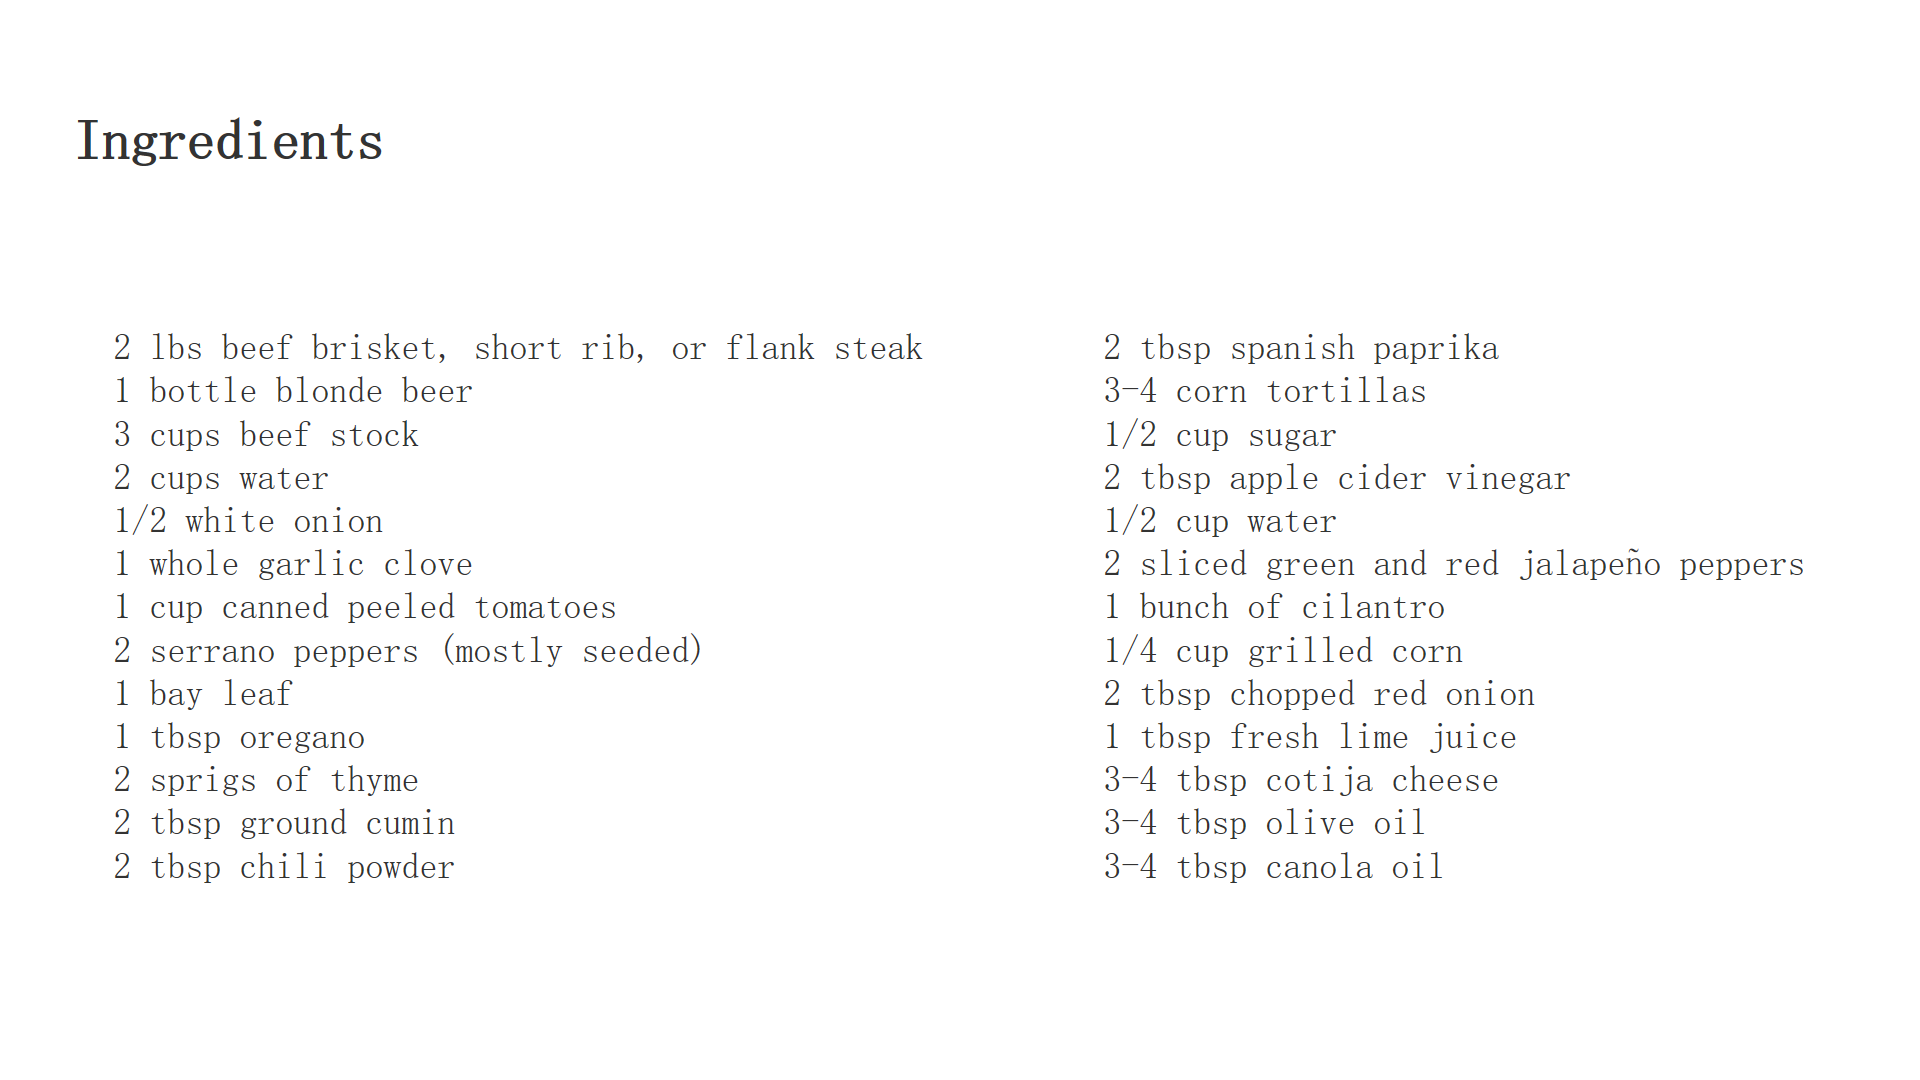 Ingredients
2 lbs beef brisket, short rib, or flank steak
1 bottle blonde beer
3 cups beef stock
2 cups water
1/2 white onion
1 whole garlic clove
1 cup canned peeled tomatoes
2 serrano peppers (mostly seeded)
1 bay leaf
1 tbsp oregano
2 sprigs of thyme
2 tbsp ground cumin
2 tbsp chili powder
2 tbsp spanish paprika
3-4 corn tortillas
1/2 cup sugar
2 tbsp apple cider vinegar
1/2 cup water
2 sliced green and red jalapeño peppers
1 bunch of cilantro
1/4 cup grilled corn
2 tbsp chopped red onion
1 tbsp fresh lime juice
3-4 tbsp cotija cheese
3-4 tbsp olive oil
3-4 tbsp canola oil